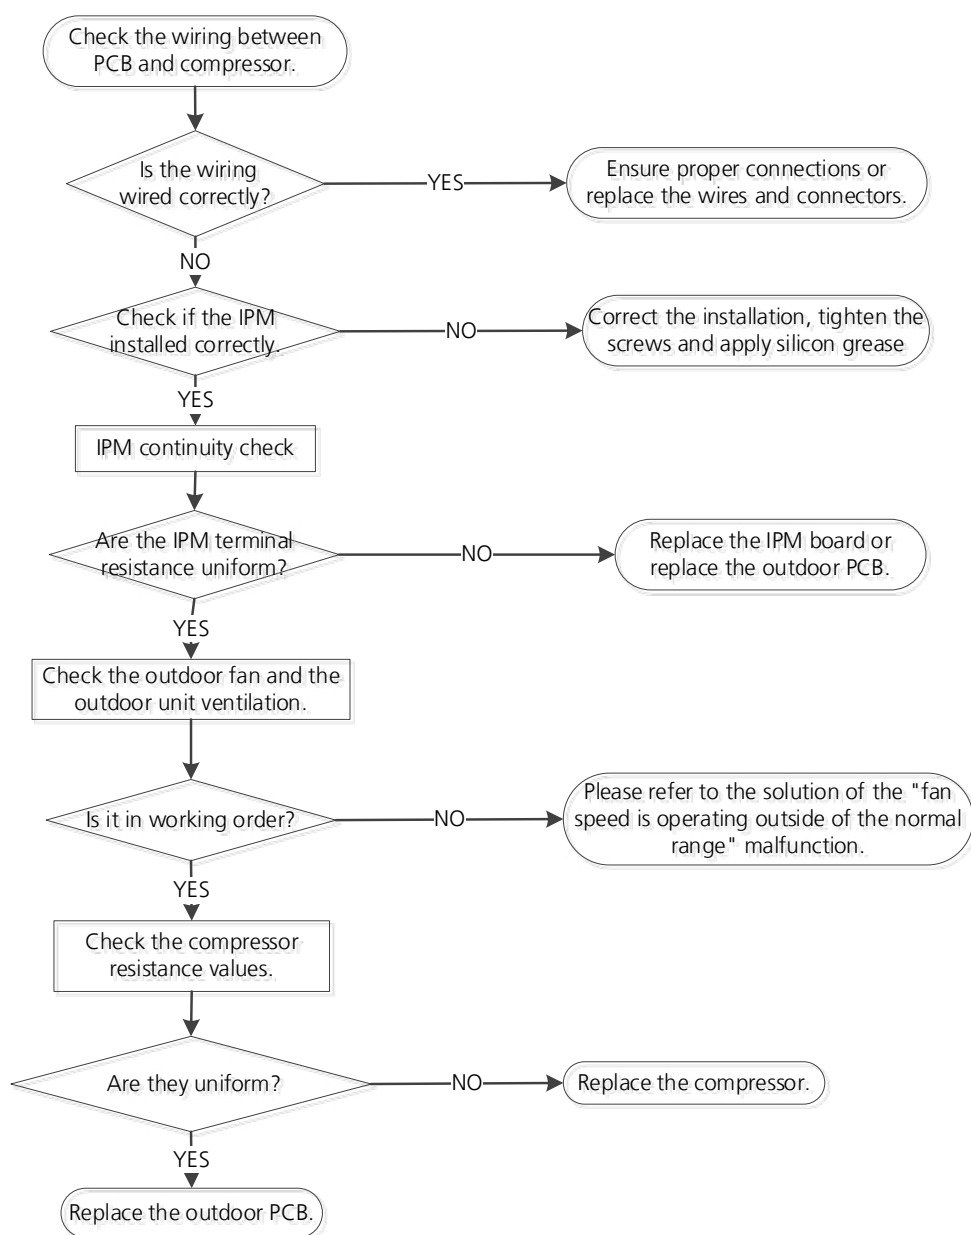 Check the wiring between
PCB and compressor.
Is the wiring
wired correctly?
YES
Ensure proper connections or
replace the wires and connectors.
NO
Check if the IPM
installed correctly.
NO
Correct the installation, tighten the
screws and apply silicon grease
YES
IPM continuity check
Are the IPM terminal
resistance uniform?
NO
Replace the IPM board or
replace the outdoor PCB.
YES
Check the outdoor fan and the
outdoor unit ventilation.
Is it in working order?
NO
Please refer to the solution of the "fan
speed is operating outside of the normal
range" malfunction.
YES
Check the compressor
resistance values.
Are they uniform?
NO
Replace the compressor.
YES
Replace the outdoor PCB.